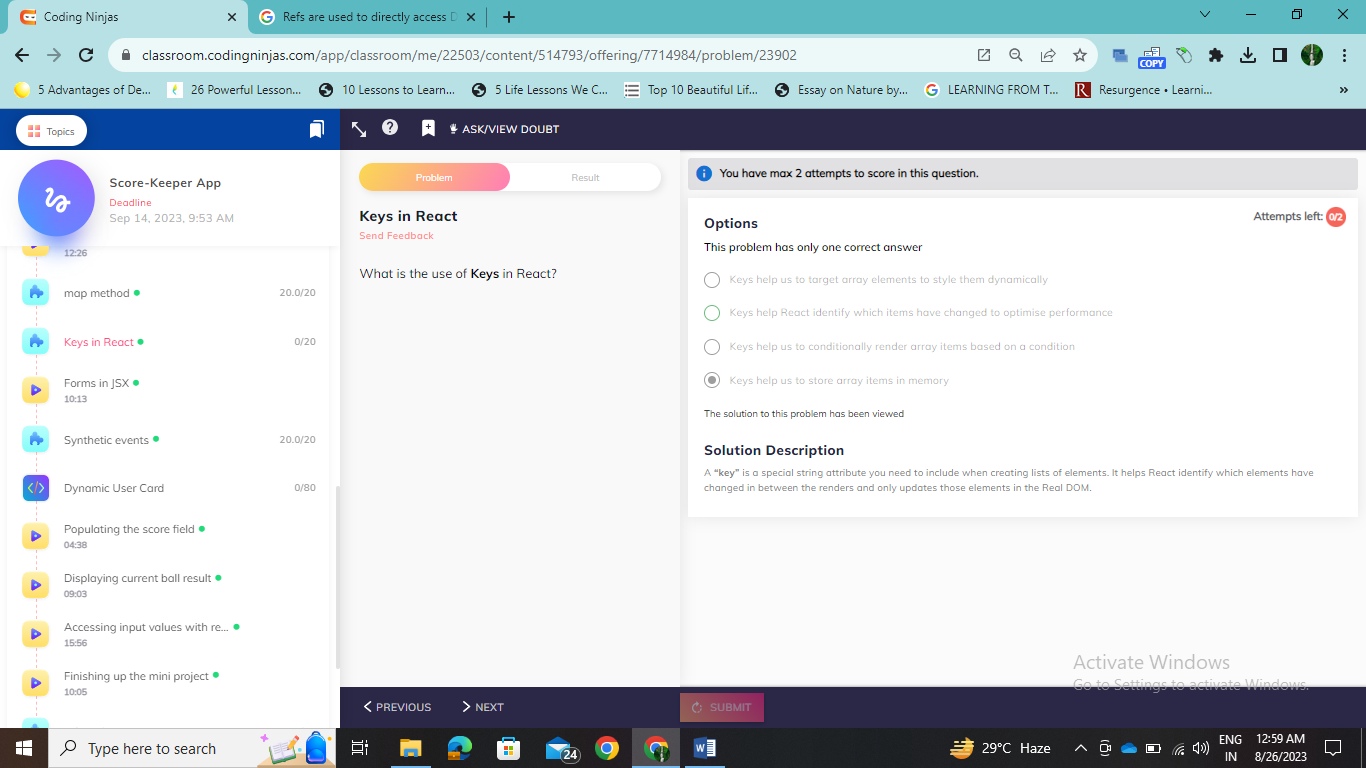 Coding Ninjas
Refs are used to directly access D
classroom.codingninjas.com/app/classroom/me/22503/content/514793/offering/7714984/problem/23902
COPY
5 Advantages of De...
26 Powerful Lesson...
10 Lessons to Learn...
5 Life Lessons We C...
Top 10 Beautiful Lif...
Essay on Nature by...
LEARNING FROM T...
R
Resurgence • Learni...
»
Topics
ASK/VIEW DOUBT
Score-Keeper App
Deadline
Sep 14, 2023, 9:53 AM
12:26
map method
20.0/20
Keys in React
0/20
Forms in JSX
10:13
Synthetic events
20.0/20
Dynamic User Card
0/80
Populating the score field
04:38
Displaying current ball result
09:03
Accessing input values with re...
15:56
Finishing up the mini project
10:05
Problem
Result
Keys in React
Send Feedback
What is the use of Keys in React?
You have max 2 attempts to score in this question.
Options
Attempts left: 0/2
This problem has only one correct answer
Keys help us to target array elements to style them dynamically
Keys help React identify which items have changed to optimise performance
Keys help us to conditionally render array items based on a condition
Keys help us to store array items in memory
The solution to this problem has been viewed
Solution Description
A “key” is a special string attribute you need to include when creating lists of elements. It helps React identify which elements have
changed in between the renders and only updates those elements in the Real DOM.
Activate Windows
Go to Settings to activate Windows.
PREVIOUS
NEXT
SUBMIT
Type here to search
24
29°C Haze
ENG
IN
12:59 AM
8/26/2023